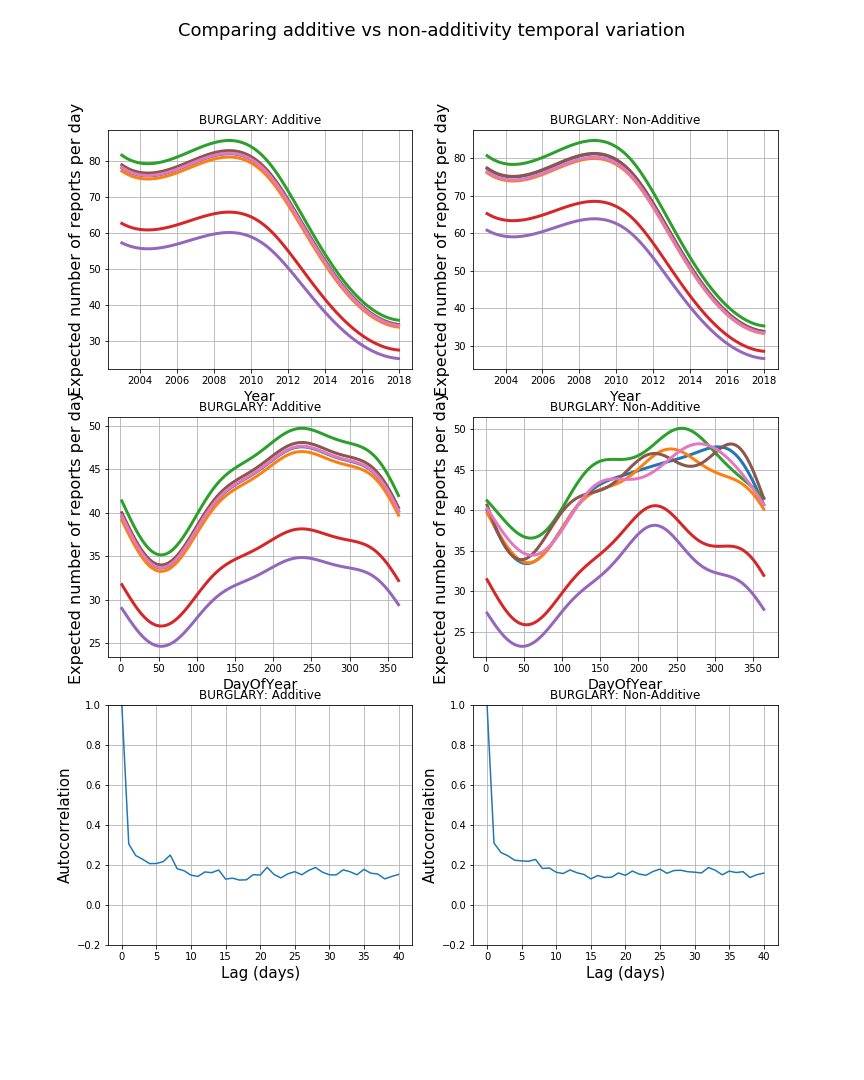 Comparing additive vs non-additivity temporal variation
BURGLARY: Additive
Expected number of reports per day
80
70
60
50
40
30
2004 2006 2008 2010 2012 2014 2016 2018
Year
BURGLARY: Non-Additive
Expected number of reports per day
80
70
60
50
40
30
2004 2006 2008 2010 2012 2014 2016 2018
Year
BURGLARY: Additive
Expected number of reports per day
50
45
40
35
30
25
0 50 100 150 200 250 300 350
DayOfYear
BURGLARY: Non-Additive
Expected number of reports per day
50
45
40
35
30
25
0 50 100 150 200 250 300 350
DayOfYear
BURGLARY: Additive
Autocorrelation
1.0
0.8
0.6
0.4
0.2
0.0
−0.2
0 5 10 15 20 25 30 35 40
Lag (days)
BURGLARY: Non-Additive
Autocorrelation
1.0
0.8
0.6
0.4
0.2
0.0
−0.2
0 5 10 15 20 25 30 35 40
Lag (days)